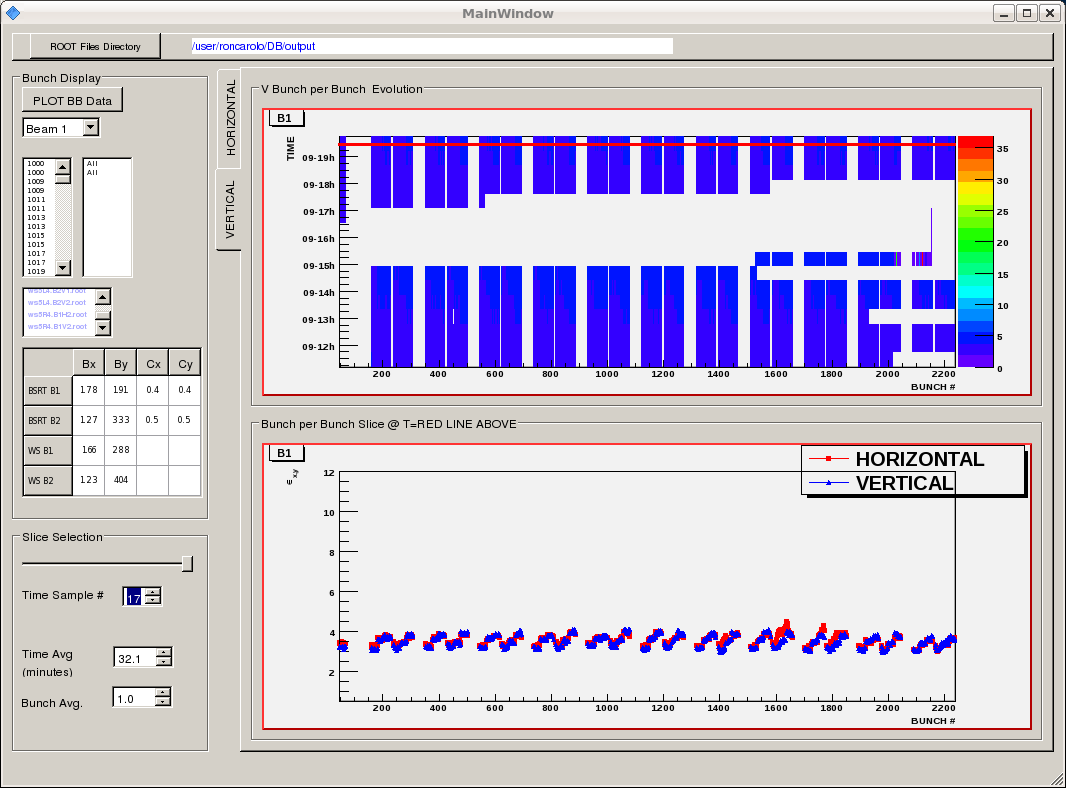 MainWindow
ROOT Files Directory
/user/roncarolo/DB/output
Bunch Display
PLOT BB Data
Beam 1
1000
1000
1009
1009
1011
1011
1013
1013
1015
1015
1017
1017
1019
All
All
ws5L4.B2V1.root
ws5L4.B2V2.root
ws5R4.B1H2.root
ws5R4.B1V2.root
Bx By Cx Cy
BSRT B1 178 191 0.4 0.4
BSRT B2 127 333 0.5 0.5
WS B1 166 288
WS B2 123 404
Slice Selection
Time Sample # 17
Time Avg
(minutes)
32.1
Bunch Avg. 1.0
HORIZONTAL
VERTICAL
V Bunch per Bunch Evolution
B1
TIME
09-19h
09-18h
09-17h
09-16h
09-15h
09-14h
09-13h
09-12h
200 400 600 800 1000 1200 1400 1600 1800 2000 2200
BUNCH #
35
30
25
20
15
10
5
0
Bunch per Bunch Slice @ T=RED LINE ABOVE
B1
HORIZONTAL
VERTICAL
ε x,y
12
10
8
6
4
2
200 400 600 800 1000 1200 1400 1600 1800 2000 2200
BUNCH #